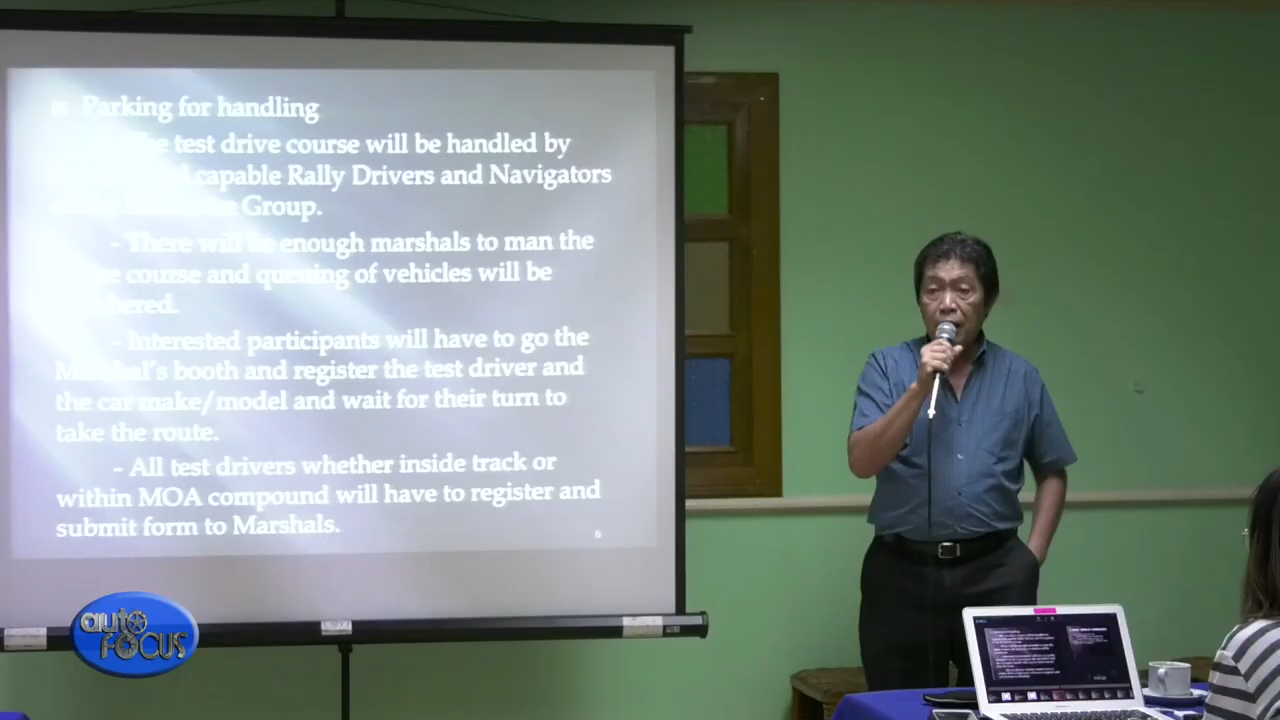 Parking for handling
test drive course will be handled by
capable Rally Drivers and Navigators
Group.
- There will be enough marshals to man the
course and queuing of vehicles will be
- Interested participants will have to go the
Marshal's booth and register the test driver and
the car make/model and wait for their turn to
take the route.
- All test drivers whether inside track or
within MOA compound will have to register and
submit form to Marshals.
6
auto
FOCUS